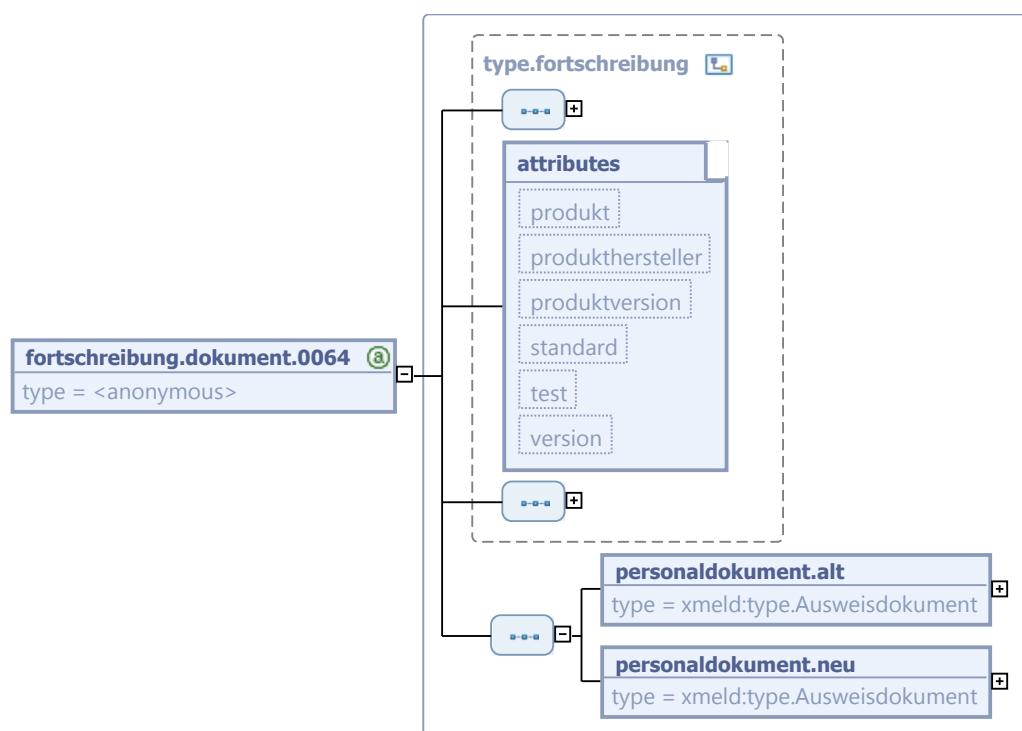 type.fortschreibung
attributes
produkt
produkthersteller
produktversion
standard
test
version
fortschreibung.dokument.0064
type = <anonymous>
personaldokument.alt
type = xmeld:type.Ausweisdokument
personaldokument.neu
type = xmeld:type.Ausweisdokument